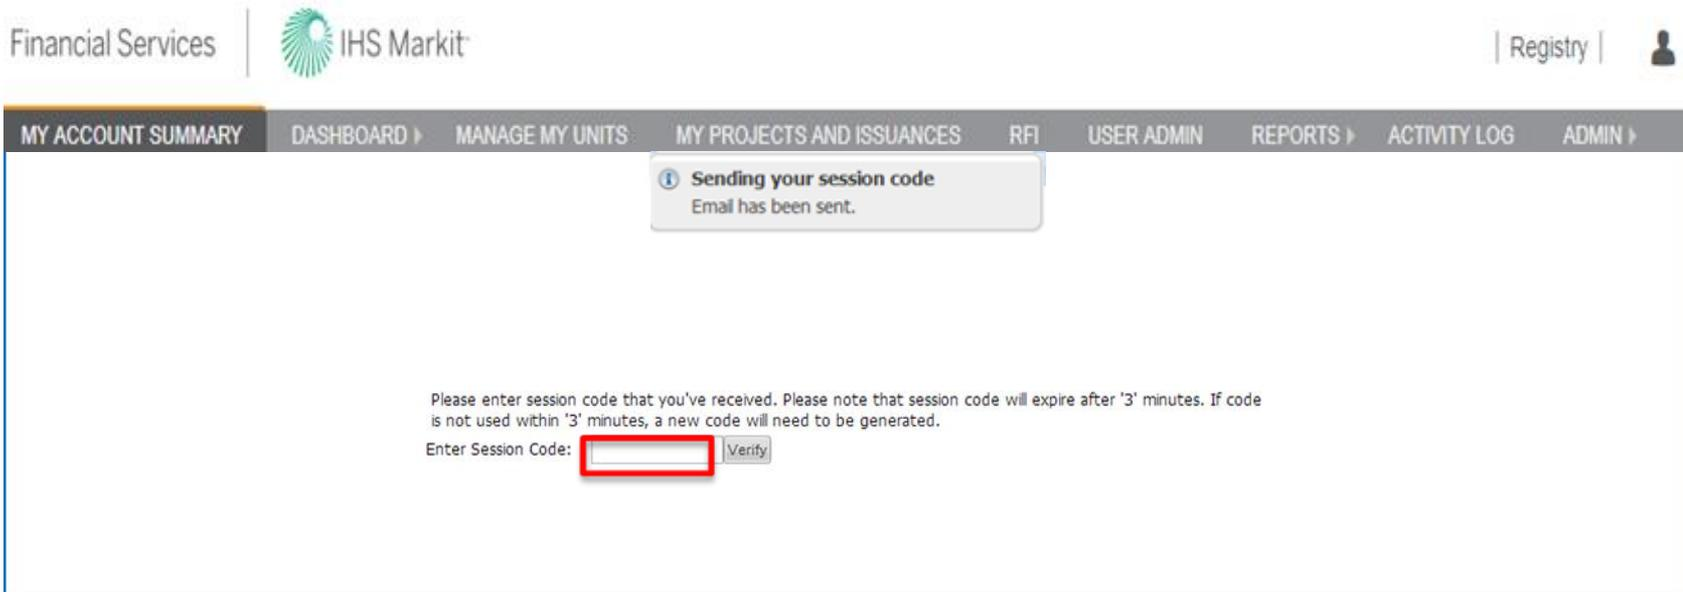 Financial Services
IHS Markit
| Registry |
MY ACCOUNT SUMMARY DASHBOARD MANAGE MY UNITS MY PROJECTS AND ISSUANCES RFI USER ADMIN REPORTS ACTIVITY LOG ADMIN
Sending your session code
Email has been sent.
Please enter session code that you've received. Please note that session code will expire after '3' minutes. If code
is not used within '3' minutes, a new code will need to be generated.
Enter Session Code: Verify